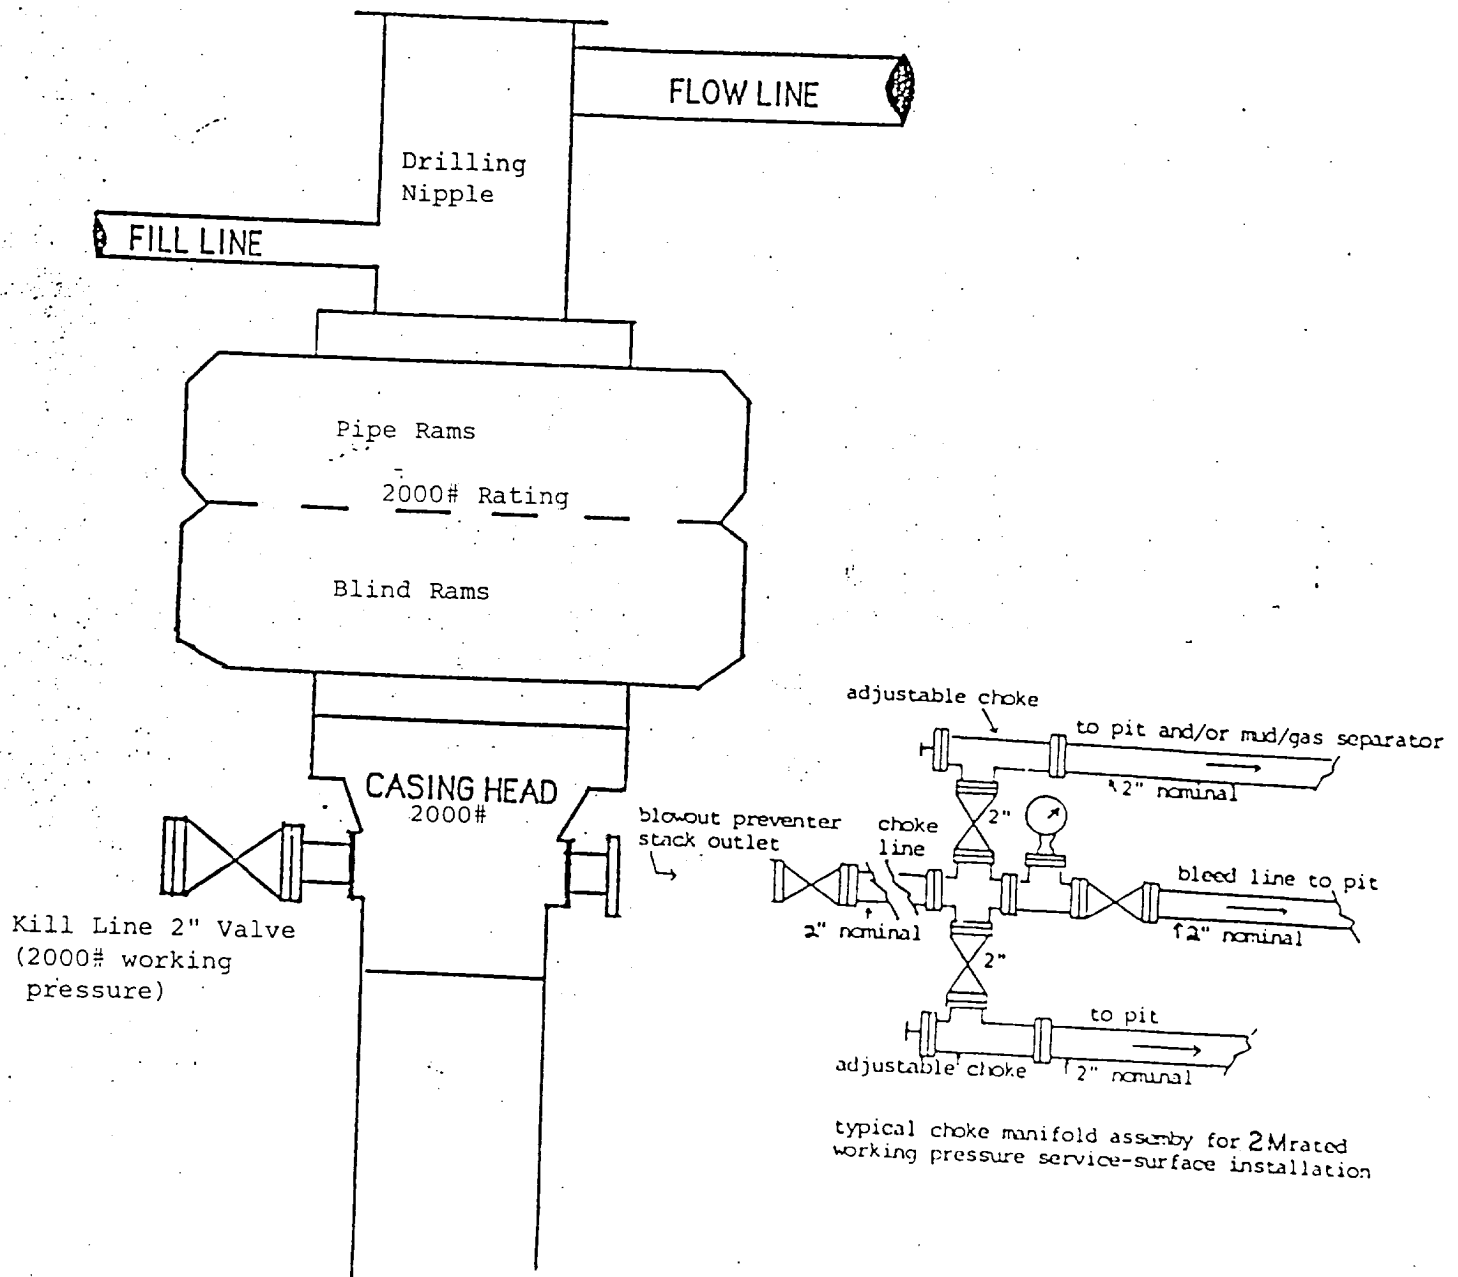 FLOW LINE
Drilling
Nipple
FILL LINE
Pipe Rams
2000# Rating
Blind Rams
CASING HEAD
2000#
Kill Line 2" Valve
(2000# working
pressure)
adjustable choke
to pit and/or mud/gas separator
2" nominal
2"
blowout preventer
stack outlet
choke
line
bleed line to pit
2" nominal
2" nominal
2"
to pit
adjustable choke
2" nominal
typical choke manifold assemby for 2M rated
working pressure service-surface installation